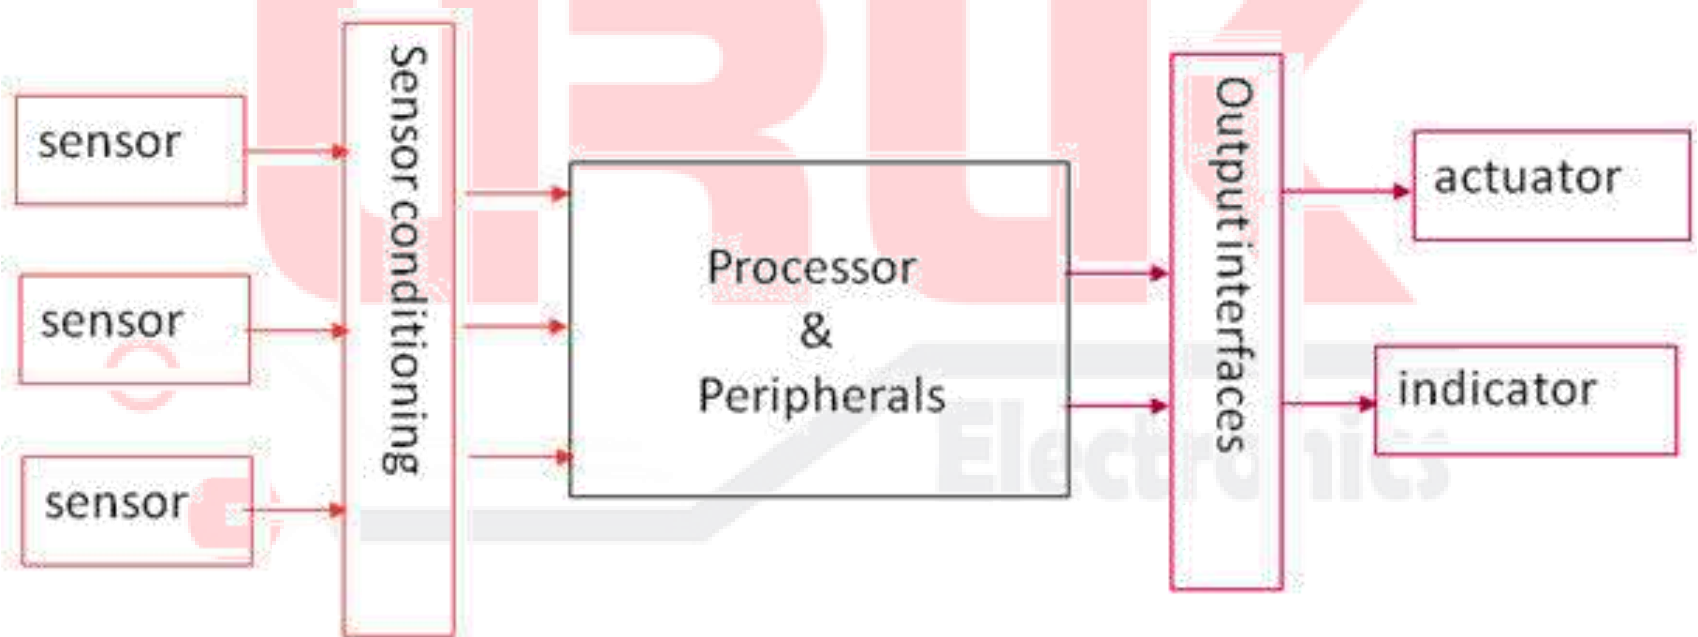 sensor
sensor
sensor
Sensor conditioning
Processor
&
Peripherals
Output interfaces
actuator
indicator
Electronics